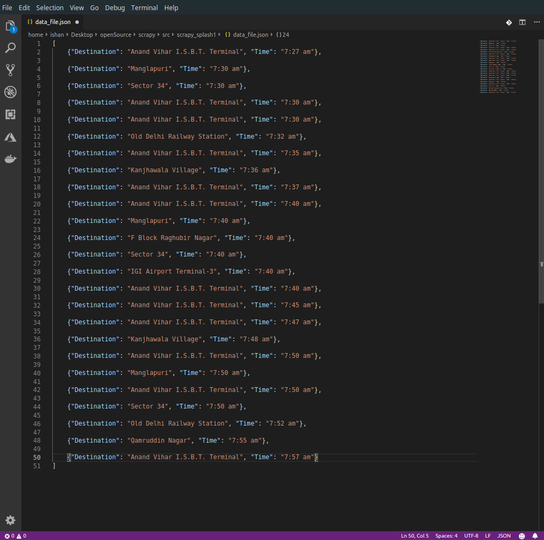 File Edit Selection View Go Debug Terminal Help
data_file.json
home › ishan › Desktop › openSource › scrapy › src › scrapy_splash1 › {} data_file.json › {} 24
1 [
2 {"Destination": "Anand Vihar I.S.B.T. Terminal", "Time": "7:27 am"},
3
4 {"Destination": "Manglapuri", "Time": "7:30 am"},
5
6 {"Destination": "Sector 34", "Time": "7:30 am"},
7
8 {"Destination": "Anand Vihar I.S.B.T. Terminal", "Time": "7:30 am"},
9
10 {"Destination": "Anand Vihar I.S.B.T. Terminal", "Time": "7:30 am"},
11
12 {"Destination": "Old Delhi Railway Station", "Time": "7:32 am"},
13
14 {"Destination": "Anand Vihar I.S.B.T. Terminal", "Time": "7:35 am"},
15
16 {"Destination": "Kanjhawala Village", "Time": "7:36 am"},
17
18 {"Destination": "Anand Vihar I.S.B.T. Terminal", "Time": "7:37 am"},
19
20 {"Destination": "Anand Vihar I.S.B.T. Terminal", "Time": "7:40 am"},
21
22 {"Destination": "Manglapuri", "Time": "7:40 am"},
23
24 {"Destination": "F Block Raghubir Nagar", "Time": "7:40 am"},
25
26 {"Destination": "Sector 34", "Time": "7:40 am"},
27
28 {"Destination": "IGI Airport Terminal-3", "Time": "7:40 am"},
29
30 {"Destination": "Anand Vihar I.S.B.T. Terminal", "Time": "7:40 am"},
31
32 {"Destination": "Anand Vihar I.S.B.T. Terminal", "Time": "7:45 am"},
33
34 {"Destination": "Anand Vihar I.S.B.T. Terminal", "Time": "7:47 am"},
35
36 {"Destination": "Kanjhawala Village", "Time": "7:48 am"},
37
38 {"Destination": "Anand Vihar I.S.B.T. Terminal", "Time": "7:50 am"},
39
40 {"Destination": "Manglapuri", "Time": "7:50 am"},
41
42 {"Destination": "Anand Vihar I.S.B.T. Terminal", "Time": "7:50 am"},
43
44 {"Destination": "Sector 34", "Time": "7:50 am"},
45
46 {"Destination": "Old Delhi Railway Station", "Time": "7:52 am"},
47
48 {"Destination": "Qamruddin Nagar", "Time": "7:55 am"},
49
50 {"Destination": "Anand Vihar I.S.B.T. Terminal", "Time": "7:57 am"}
51 ]
0 0 Ln 50, Col 5 Spaces: 4 UTF-8 LF JSON